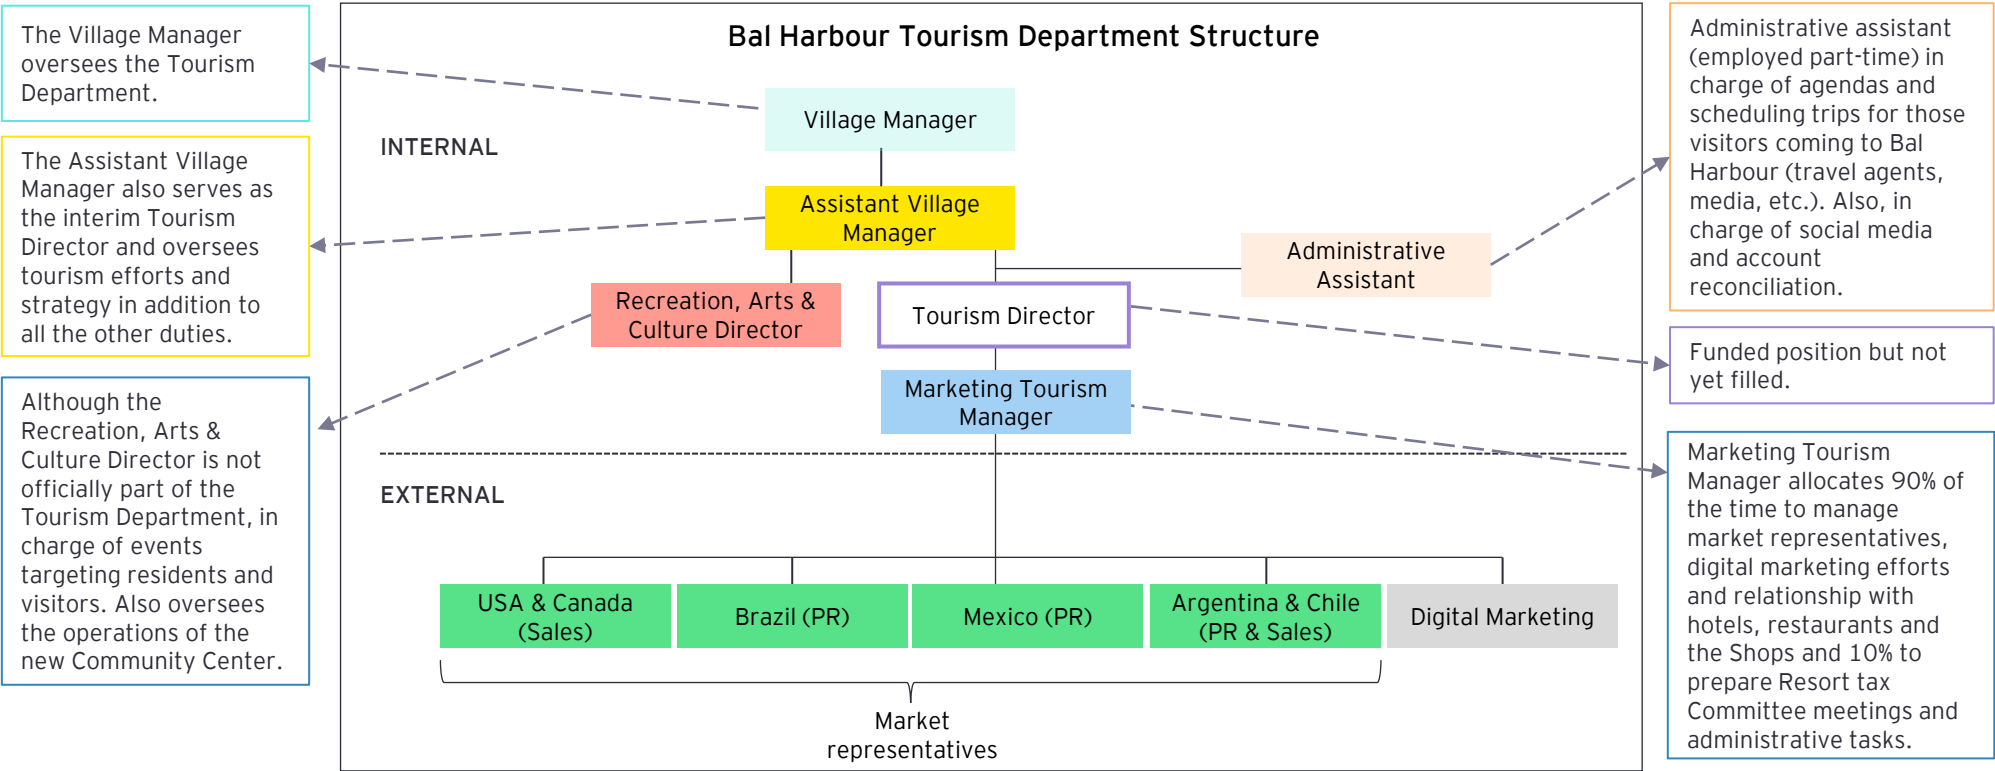 The Village Manager
oversees the Tourism
Department.
The Assistant Village
Manager also serves as
the interim Tourism
Director and oversees
tourism efforts and
strategy in addition to
all the other duties.
Although the
Recreation, Arts &
Culture Director is not
officially part of the
Tourism Department, in
charge of events
targeting residents and
visitors. Also oversees
the operations of the
new Community Center.
Bal Harbour Tourism Department Structure
INTERNAL
Village Manager
Assistant Village
Manager
Administrative
Assistant
Recreation, Arts &
Culture Director
Tourism Director
Marketing Tourism
Manager
EXTERNAL
USA & Canada
(Sales)
Brazil (PR)
Mexico (PR)
Argentina & Chile
(PR & Sales)
Digital Marketing
Market
representatives
Administrative assistant
(employed part-time) in
charge of agendas and
scheduling trips for those
visitors coming to Bal
Harbour (travel agents,
media, etc.). Also, in
charge of social media
and account
reconciliation.
Funded position but not
yet filled.
Marketing Tourism
Manager allocates 90% of
the time to manage
market representatives,
digital marketing efforts
and relationship with
hotels, restaurants and
the Shops and 10% to
prepare Resort tax
Committee meetings and
administrative tasks.